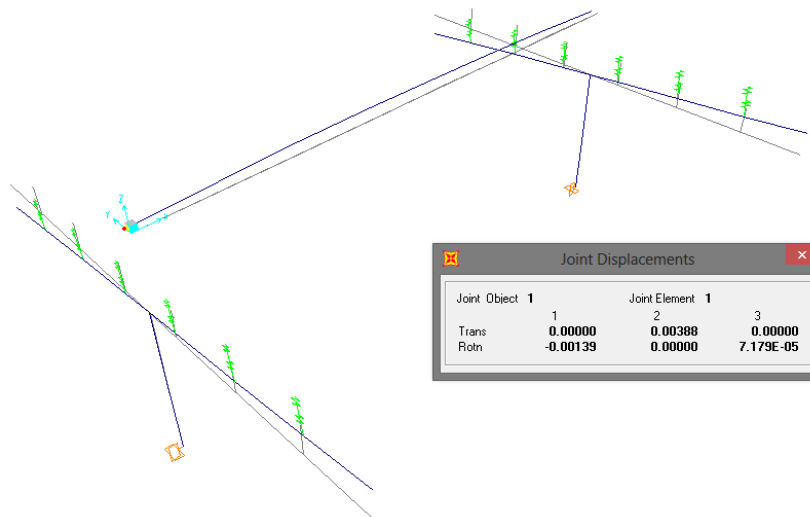 Z
Y
X
Joint Displacements
Joint Object 1 Joint Element 1
1 2 3
Trans 0.00000 0.00388 0.00000
Rotn -0.00139 0.00000 7.179E-05